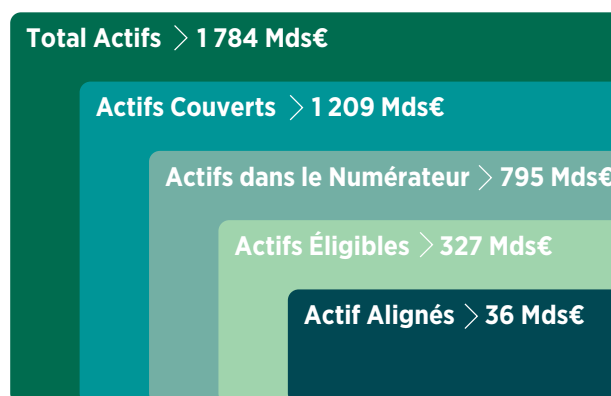 Total Actifs > 1 784 Mds€
Actifs Couverts > 1 209 Mds€
Actifs dans le Numérateur > 795 Mds€
Actifs Éligibles > 327 Mds€
Actif Alignés > 36 Mds€